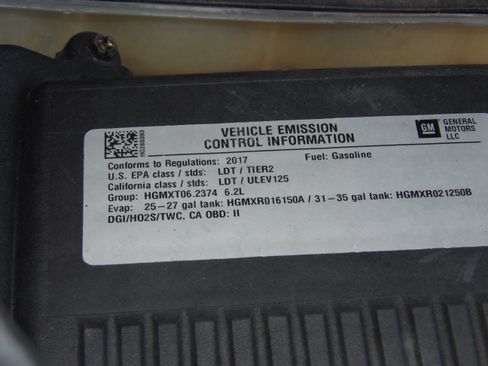 VEHICLE EMISSION
CONTROL INFORMATION
GM
GENERAL
MOTORS
LLC
Conforms to Regulations: 2017
Fuel: Gasoline
U.S. EPA class / stds: LDT / TIER2
California class / stds: LDT / ULEV125
Group: HGMXT06.2374 6.2L
Evap: 25-27 gal tank: HGMXR016150A / 31-35 gal tank: HGMXR021250B
DGI/HO2S/TWC, CA OBD: II